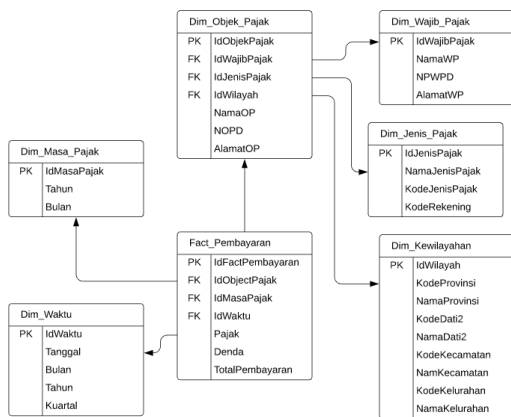 Dim_Objek_Pajak
PK IdObjekPajak
FK IdWajibPajak
FK IdJenisPajak
FK IdWilayah
NamaOP
NOPD
AlamatOP
Dim_Wajib_Pajak
PK IdWajibPajak
NamaWP
NPWPD
AlamatWP
Dim_Jenis_Pajak
PK IdJenisPajak
NamaJenisPajak
KodeJenisPajak
KodeRekening
Dim_Masa_Pajak
PK IdMasaPajak
Tahun
Bulan
Fact_Pembayaran
PK IdFactPembayaran
FK IdObjectPajak
FK IdMasaPajak
FK IdWaktu
Pajak
Denda
TotalPembayaran
Dim_Kewilayahan
PK IdWilayah
KodeProvinsi
NamaProvinsi
KodeDati2
NamaDati2
KodeKecamatan
NamKecamatan
KodeKelurahan
NamaKelurahan
Dim_Waktu
PK IdWaktu
Tanggal
Bulan
Tahun
Kuartal